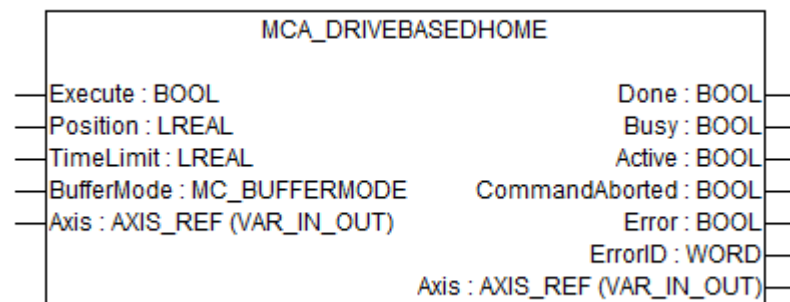 MCA_DRIVEBASEDHOME
Execute : BOOL Done : BOOL
Position : LREAL Busy : BOOL
TimeLimit : LREAL Active : BOOL
BufferMode : MC_BUFFERMODE CommandAborted : BOOL
Axis : AXIS_REF (VAR_IN_OUT) Error : BOOL
ErrorID : WORD
Axis : AXIS_REF (VAR_IN_OUT)